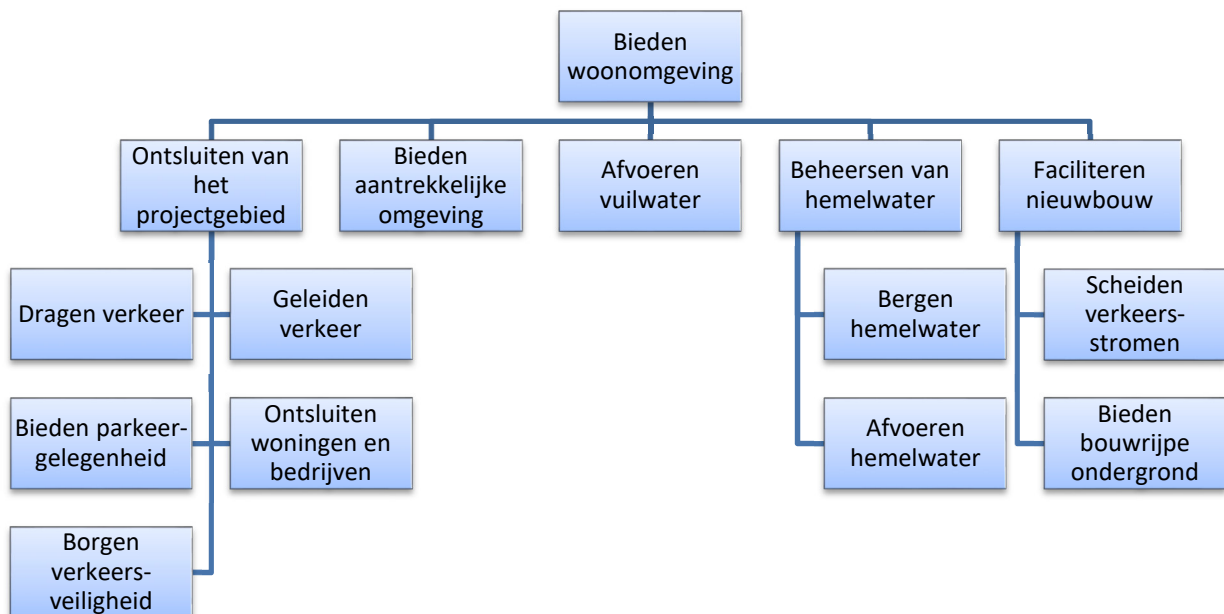 Bieden
woonomgeving
Ontsluiten van
het
projectgebied
Bieden
aantrekkelijke
omgeving
Afvoeren
vuilwater
Beheersen van
hemelwater
Faciliteren
nieuwbouw
Dragen verkeer
Geleiden
verkeer
Bergen
hemelwater
Scheiden
verkeers-
stromen
Bieden parkeer-
gelegenheid
Ontsluiten
woningen en
bedrijven
Afvoeren
hemelwater
Bieden
bouwrijpe
ondergrond
Borgen
verkeers-
veiligheid